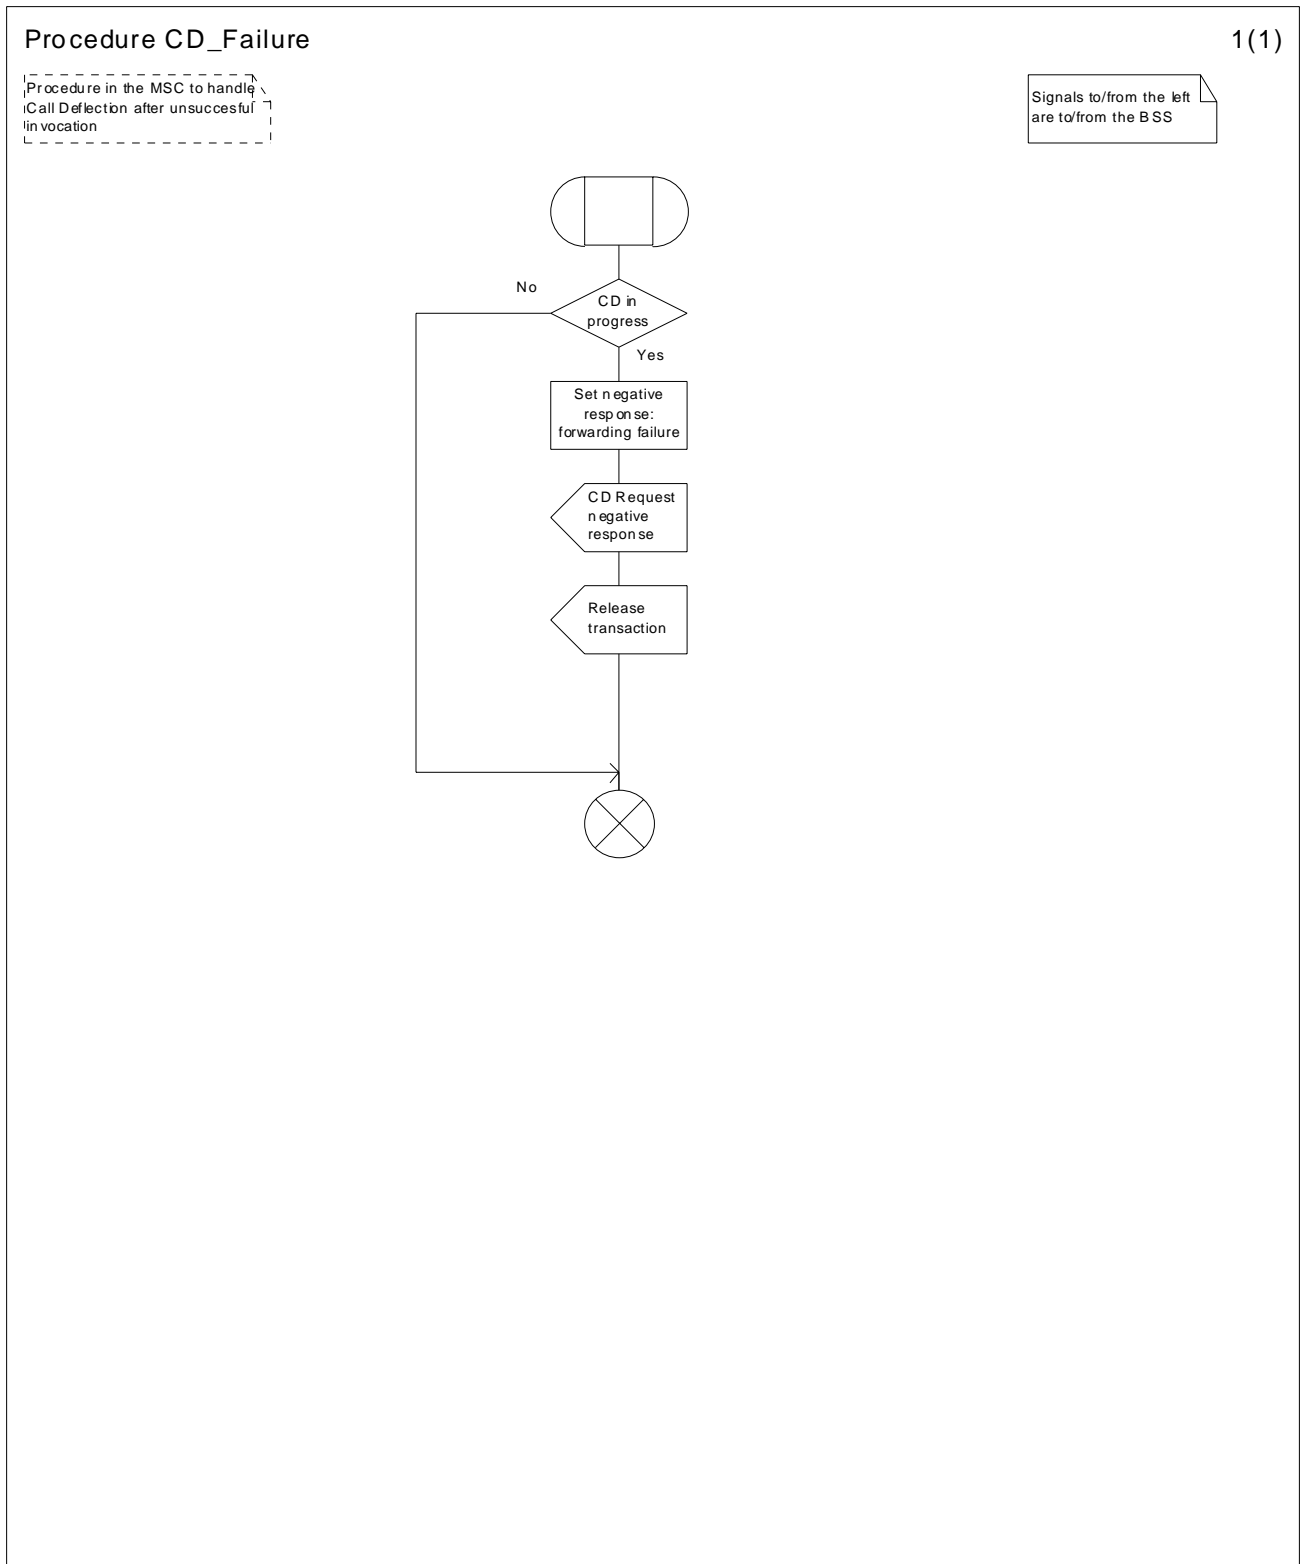 Procedure CD_Failure
1(1)
Procedure in the MSC to handle
Call Deflection after unsuccesful
invocation
Signals to/from the left
are to/from the BSS
No
CD in
progress
Yes
Set negative
response:
forwarding failure
CD Request
negative
response
Release
transaction